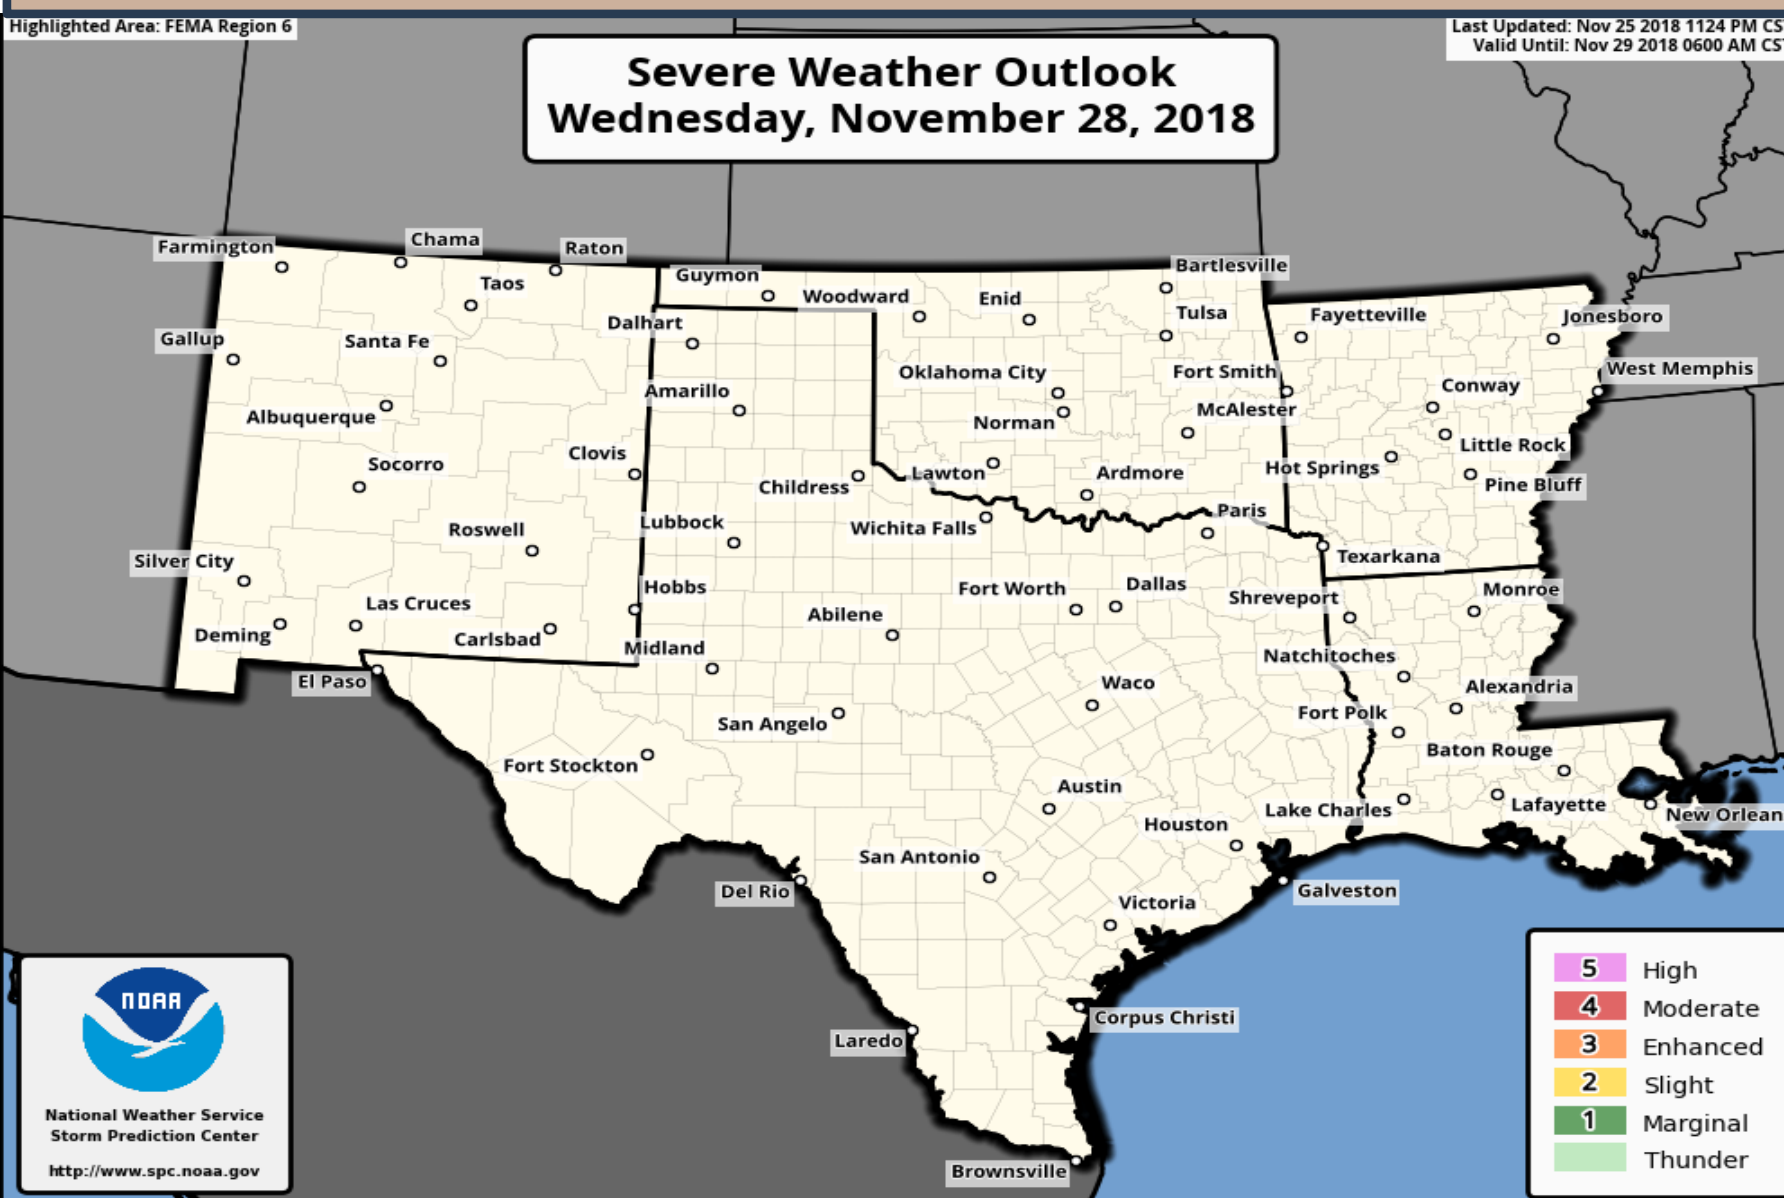 Highlighted Area: FEMA Region 6
Last Updated: Nov 25 2018 1124 PM CS
Valid Until: Nov 29 2018 0600 AM CS
Severe Weather Outlook
Wednesday, November 28, 2018
Farmington
Chama
Raton
Taos
Guymon
Woodward
Enid
Bartlesville
Tulsa
Fayetteville
Jonesboro
Gallup
Santa Fe
Dalhart
Oklahoma City
Fort Smith
West Memphis
Conway
Amarillo
Albuquerque
Norman
McAlester
Little Rock
Socorro
Clovis
Childress
Lawton
Ardmore
Hot Springs
Pine Bluff
Roswell
Lubbock
Wichita Falls
Paris
Texarkana
Silver City
Hobbs
Fort Worth
Dallas
Shreveport
Monroe
Las Cruces
Deming
Carlsbad
Abilene
Midland
Natchitoches
El Paso
Waco
Alexandria
San Angelo
Fort Polk
Fort Stockton
Baton Rouge
Austin
Lake Charles
Lafayette
New Orlean
Houston
San Antonio
Del Rio
Galveston
Victoria
Corpus Christi
Laredo
Brownsville
NOAA
National Weather Service
Storm Prediction Center
http://www.spc.noaa.gov
5 High
4 Moderate
3 Enhanced
2 Slight
1 Marginal
Thunder